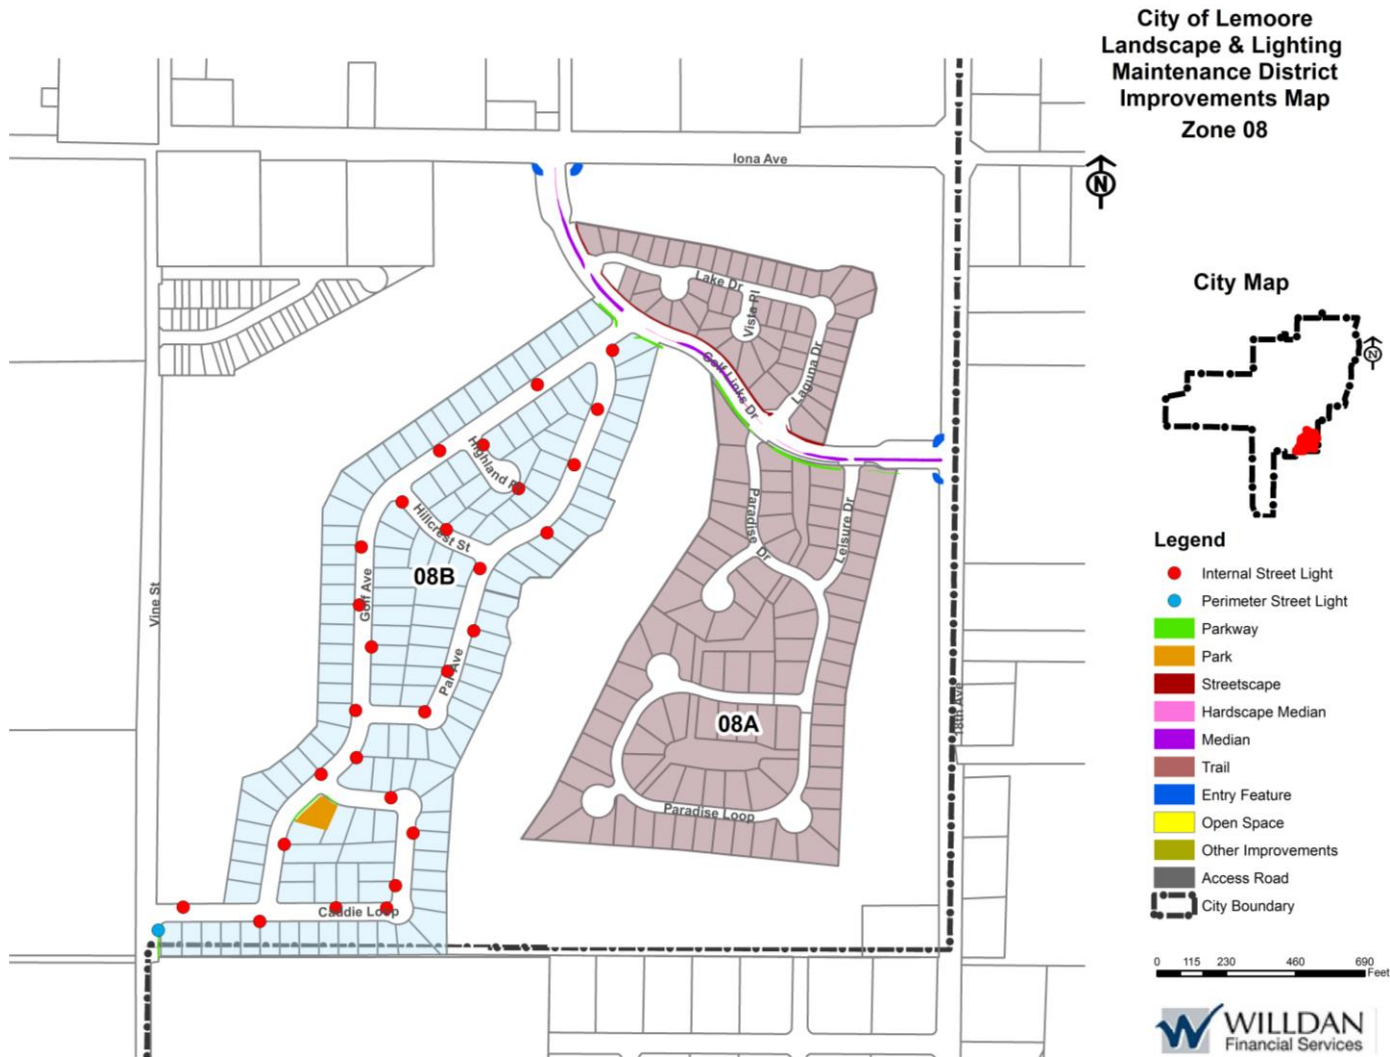 City of Lemoore
Landscape & Lighting
Maintenance District
Improvements Map
Zone 08
Iona Ave
N
Lake Dr
Vista Pl
Golf Links Dr
Laguna Dr
Highland Pl
Hillcrest St
Paradise Dr
Leisure Dr
08B
Golf Ave
Vine St
Par Ave
18th Ave
08A
Paradise Loop
Caddie Loop
City Map
N
Legend
Internal Street Light
Perimeter Street Light
Parkway
Park
Streetscape
Hardscape Median
Median
Trail
Entry Feature
Open Space
Other Improvements
Access Road
City Boundary
0 115 230 460 690
Feet
WILLDAN
Financial Services